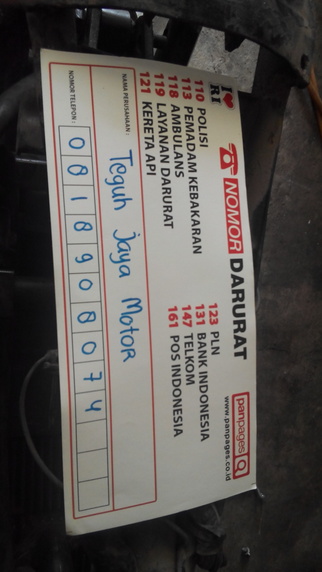 I ❤ RI
NOMOR DARURAT
panpages
www.panpages.co.id
110 POLISI
113 PEMADAM KEBAKARAN
118 AMBULANS
119 LAYANAN DARURAT
121 KERETA API
123 PLN
131 BANK INDONESIA
147 TELKOM
161 POS INDONESIA
NAMA PERUSAHAAN :
Teguh Jaya Motor
NOMOR TELEPON :
0818908074